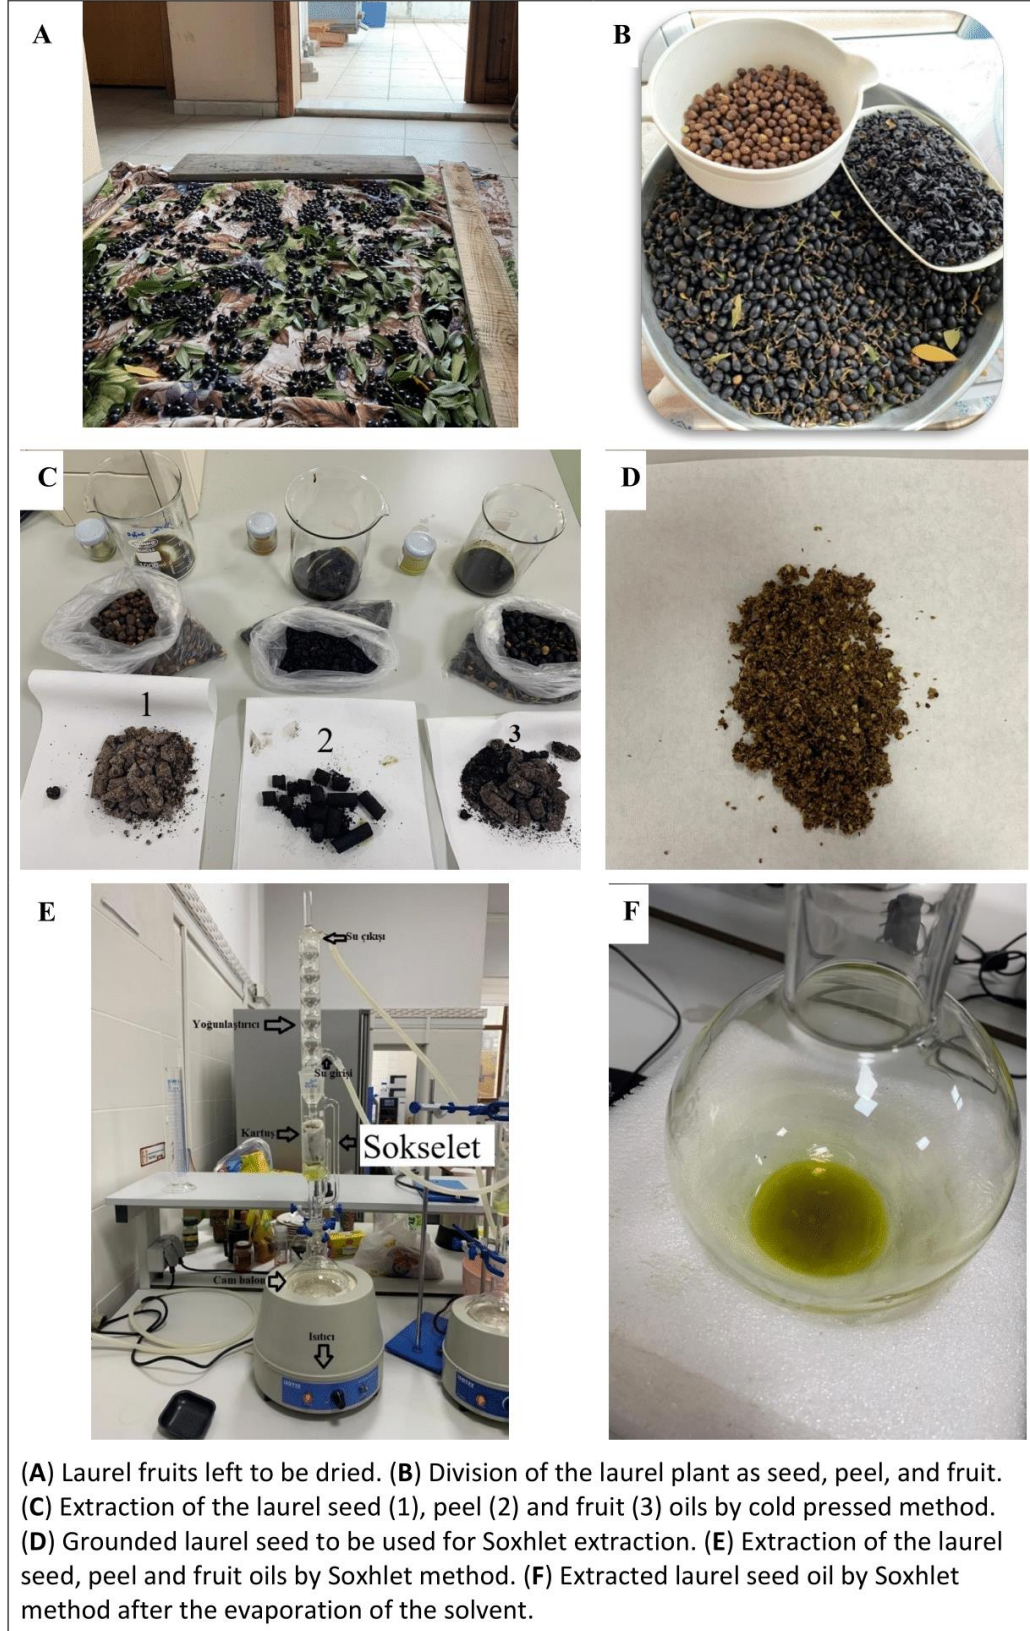 A
B
C
D
1
2
3
E
F
Su çıkışı
Yoğunlaştırıcı
Su girişi
Kartuş
Sokselet
Cam balon
Isıtıcı
(A) Laurel fruits left to be dried. (B) Division of the laurel plant as seed, peel, and fruit.
(C) Extraction of the laurel seed (1), peel (2) and fruit (3) oils by cold pressed method.
(D) Grounded laurel seed to be used for Soxhlet extraction. (E) Extraction of the laurel
seed, peel and fruit oils by Soxhlet method. (F) Extracted laurel seed oil by Soxhlet
method after the evaporation of the solvent.